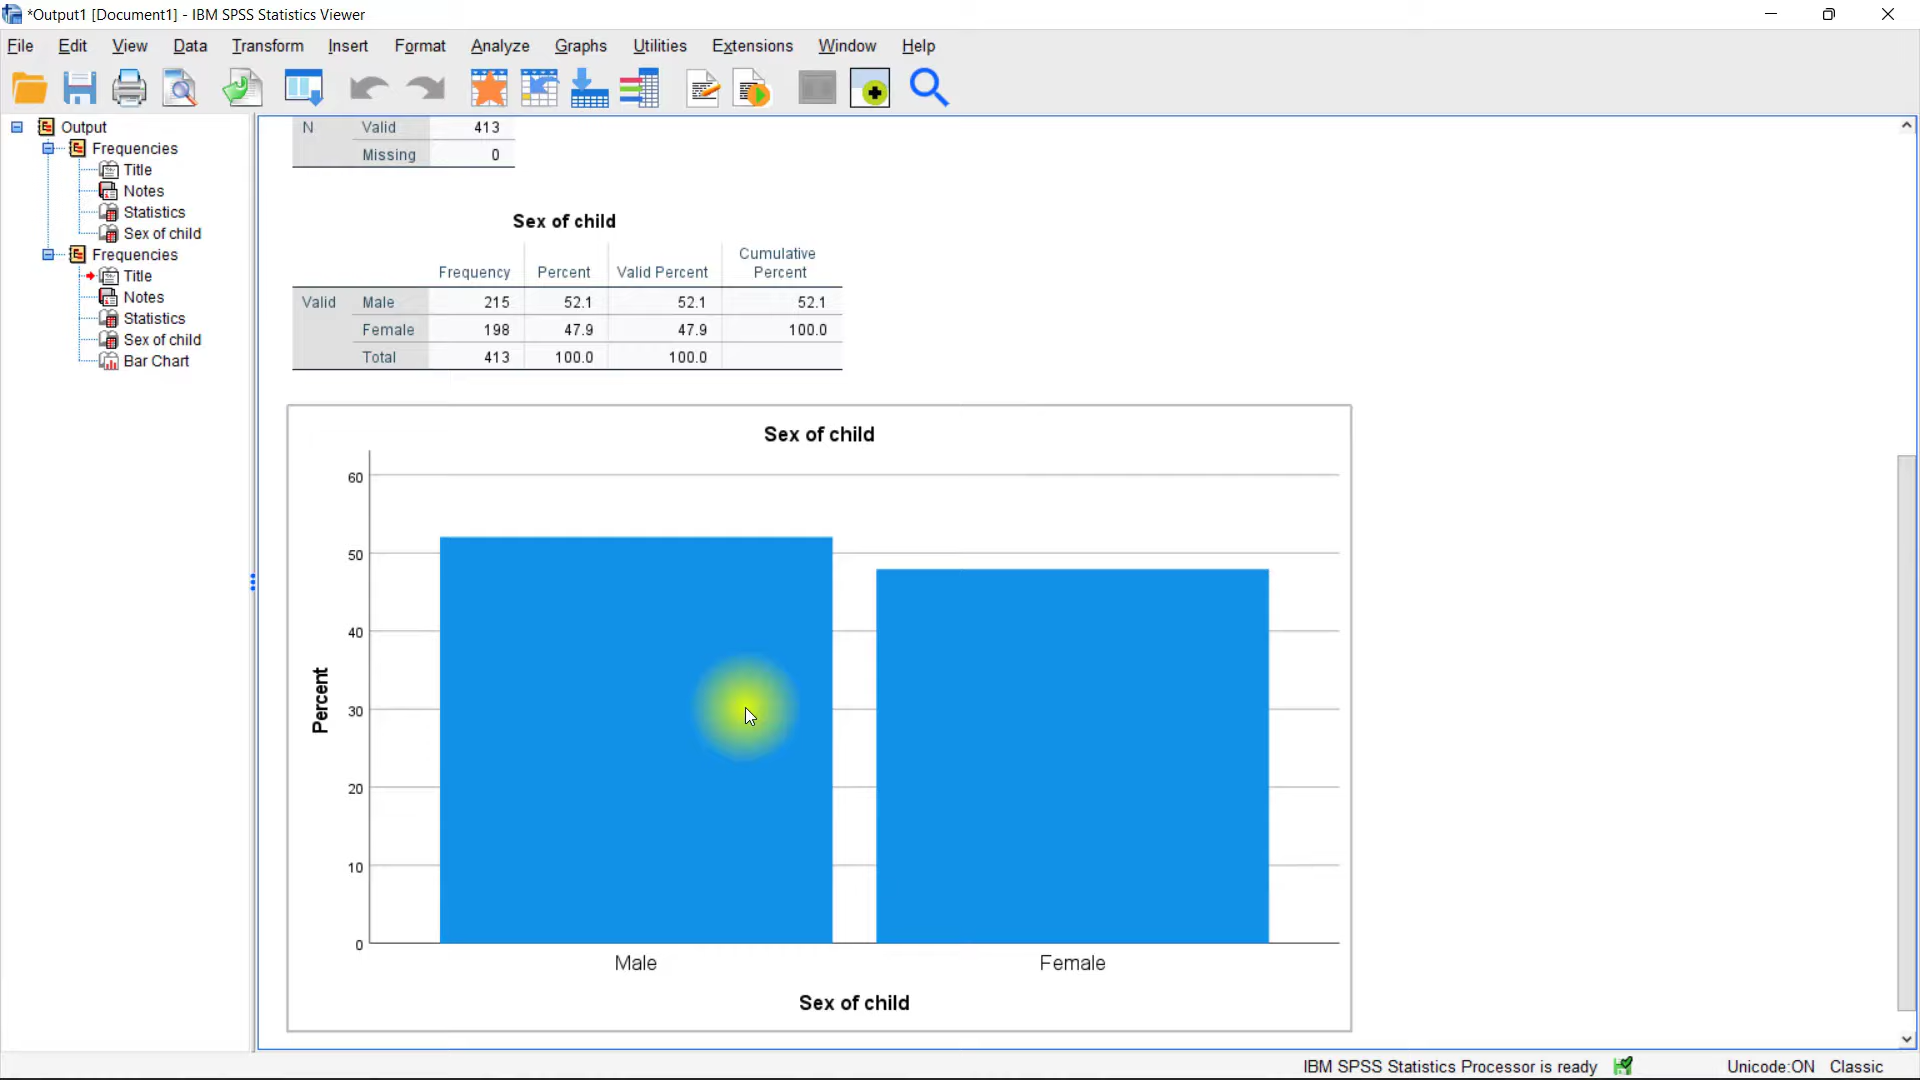 *Output1 [Document1] - IBM SPSS Statistics Viewer
File Edit View Data Transform Insert Format Analyze Graphs Utilities Extensions Window Help
Output
Frequencies
Title
Notes
Statistics
Sex of child
Frequencies
Title
Notes
Statistics
Sex of child
Bar Chart
N Valid 413
Missing 0
Sex of child
Frequency Percent Valid Percent Cumulative Percent
Valid Male 215 52.1 52.1 52.1
Female 198 47.9 47.9 100.0
Total 413 100.0 100.0
Sex of child
60
50
40
30
20
10
0
Percent
Male Female
Sex of child
IBM SPSS Statistics Processor is ready Unicode:ON Classic